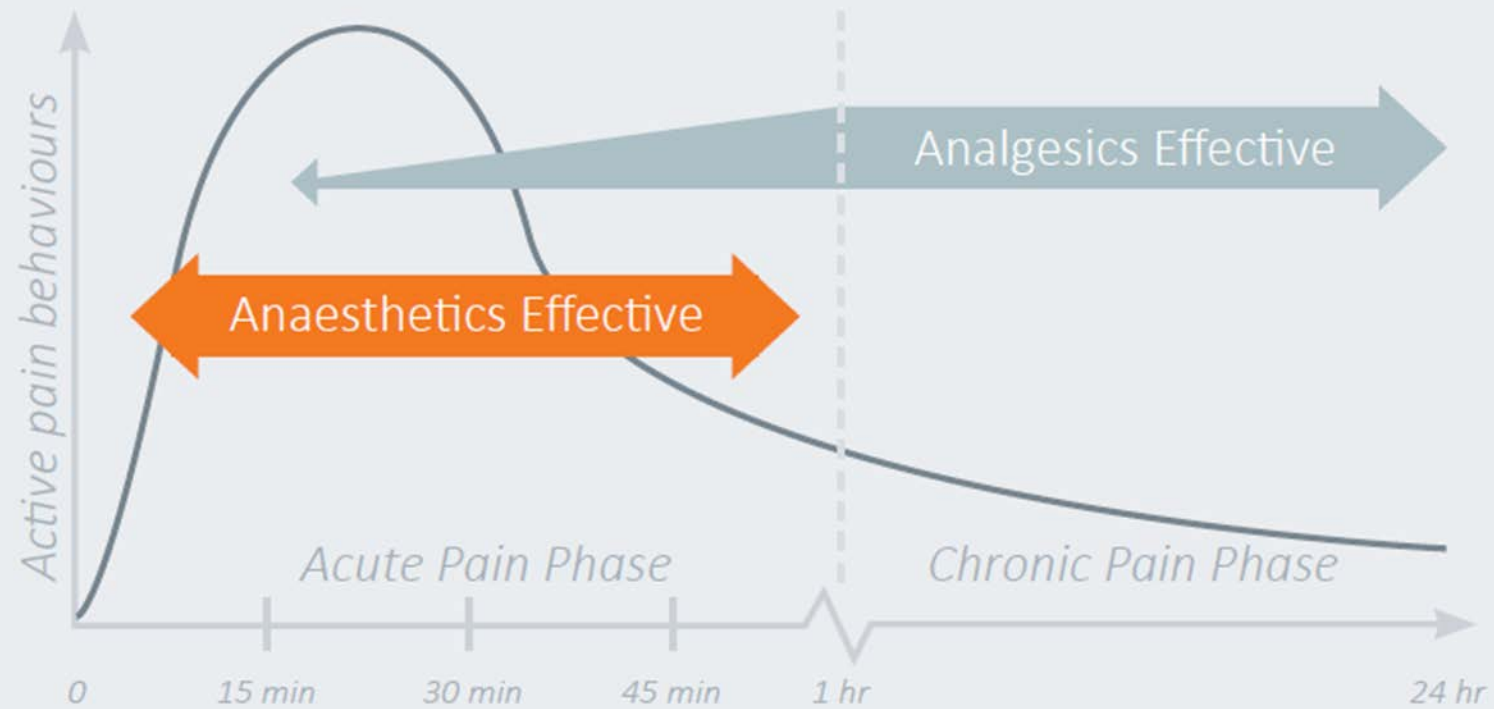 Active pain behaviours
Analgesics Effective
Anaesthetics Effective
Acute Pain Phase
Chronic Pain Phase
0
15 min
30 min
45 min
1 hr
24 hr